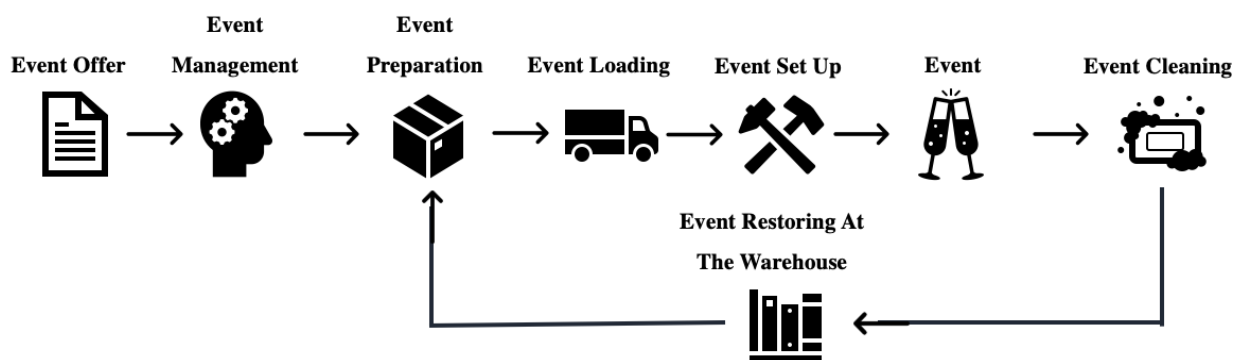 Event Offer
Event
Management
Event
Preparation
Event Loading
Event Set Up
Event
Event Cleaning
Event Restoring At
The Warehouse